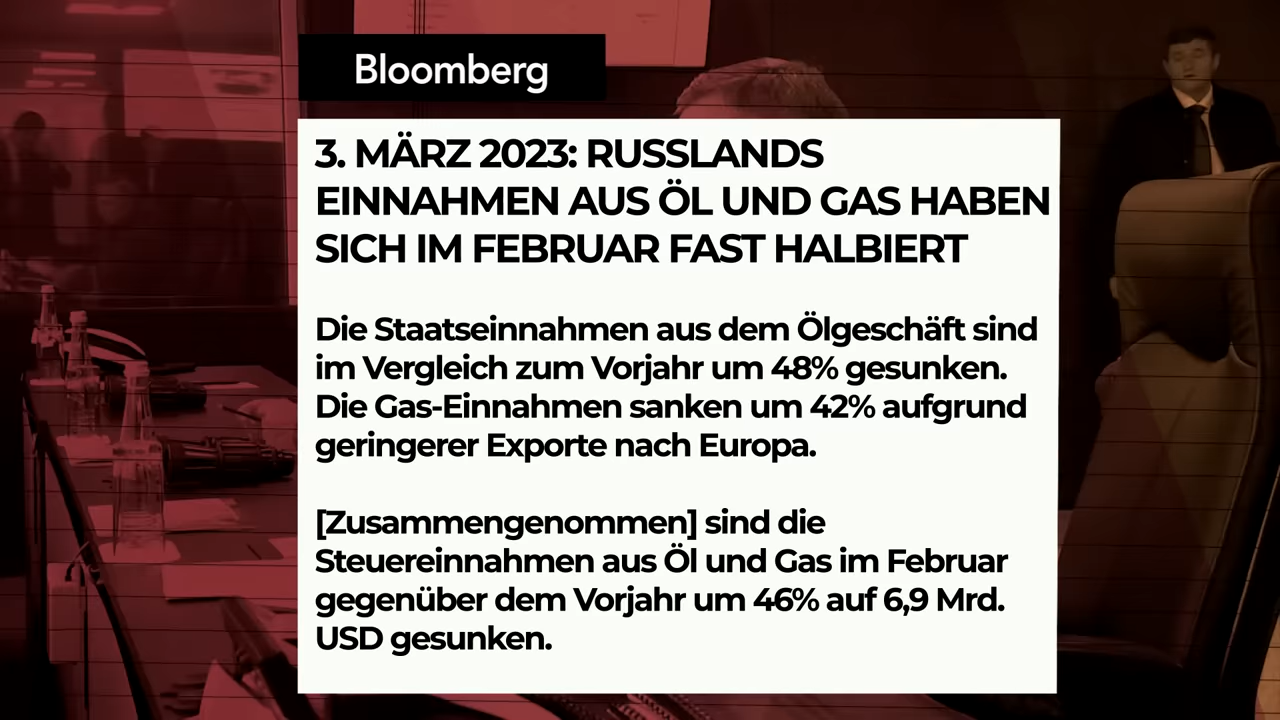 Bloomberg
3. MÄRZ 2023: RUSSLANDS
EINNAHMEN AUS ÖL UND GAS HABEN
SICH IM FEBRUAR FAST HALBIERT
Die Staatseinnahmen aus dem Ölgeschäft sind
im Vergleich zum Vorjahr um 48% gesunken.
Die Gas-Einnahmen sanken um 42% aufgrund
geringerer Exporte nach Europa.
[Zusammengenommen] sind die
Steuereinnahmen aus Öl und Gas im Februar
gegenüber dem Vorjahr um 46% auf 6,9 Mrd.
USD gesunken.